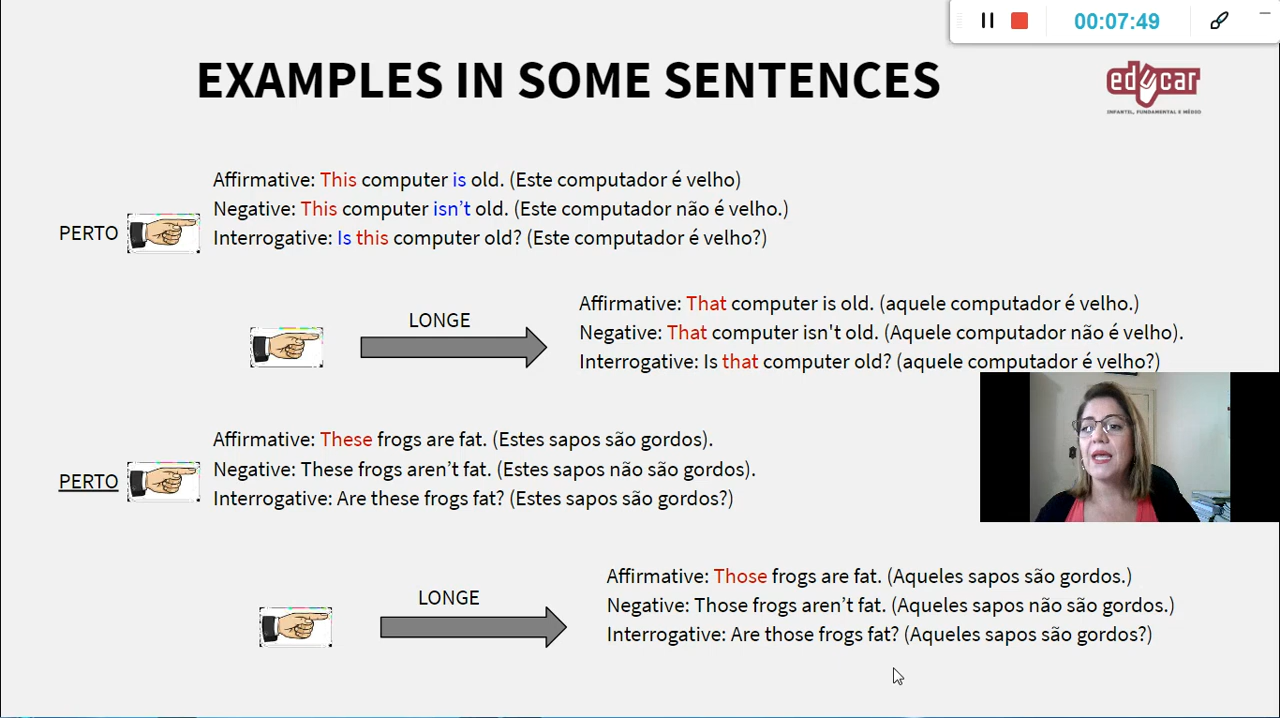 00:07:49
EXAMPLES IN SOME SENTENCES
educar
INFANTIL, FUNDAMENTAL E MÉDIO
Affirmative: This computer is old. (Este computador é velho)
Negative: This computer isn’t old. (Este computador não é velho.)
PERTO
Interrogative: Is this computer old? (Este computador é velho?)
LONGE
Affirmative: That computer is old. (aquele computador é velho.)
Negative: That computer isn't old. (Aquele computador não é velho).
Interrogative: Is that computer old? (aquele computador é velho?)
Affirmative: These frogs are fat. (Estes sapos são gordos).
Negative: These frogs aren’t fat. (Estes sapos não são gordos).
PERTO
Interrogative: Are these frogs fat? (Estes sapos são gordos?)
LONGE
Affirmative: Those frogs are fat. (Aqueles sapos são gordos.)
Negative: Those frogs aren’t fat. (Aqueles sapos não são gordos.)
Interrogative: Are those frogs fat? (Aqueles sapos são gordos?)